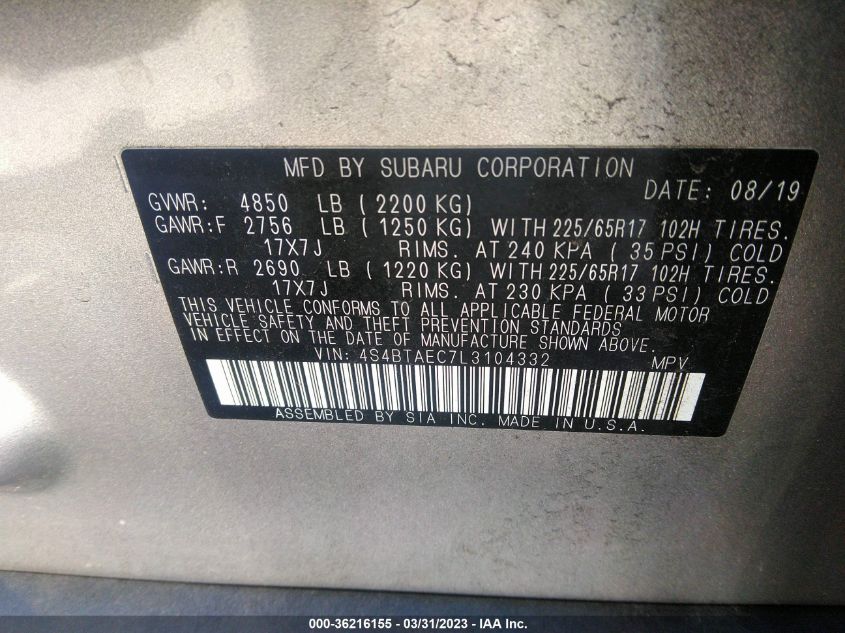 MFD BY SUBARU CORPORATION
DATE: 08/19
GVWR: 4850 LB ( 2200 KG)
GAWR:F 2756 LB ( 1250 KG) WITH 225/65R17 102H TIRES.
17X7J RIMS. AT 240 KPA ( 35 PSI) COLD
GAWR:R 2690 LB ( 1220 KG) WITH 225/65R17 102H TIRES.
17X7J RIMS. AT 230 KPA ( 33 PSI) COLD
THIS VEHICLE CONFORMS TO ALL APPLICABLE FEDERAL MOTOR
VEHICLE SAFETY AND THEFT PREVENTION STANDARDS
IN EFFECT ON THE DATE OF MANUFACTURE SHOWN ABOVE.
VIN: 4S4BTAEC7L3104332 MPV
ASSEMBLED BY SIA INC. MADE IN U.S.A.
000-36216155 — 03/31/2023 — IAA Inc.